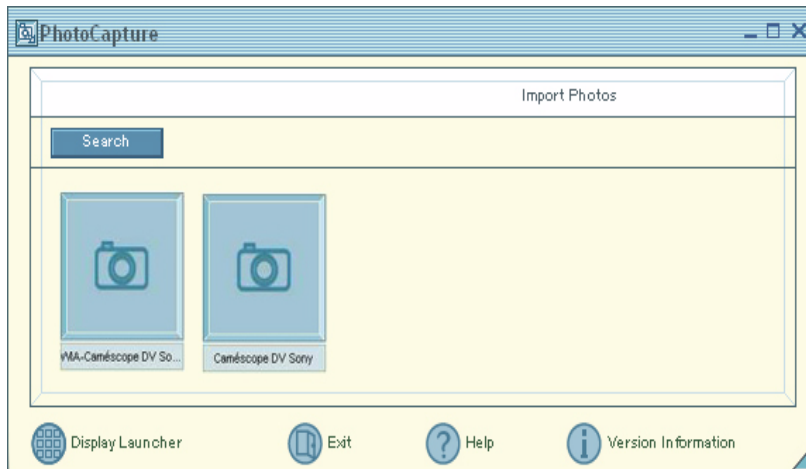 PhotoCapture
Import Photos
Search
WIA-Caméscope DV So...
Caméscope DV Sony
Display Launcher
Exit
Help
Version Information